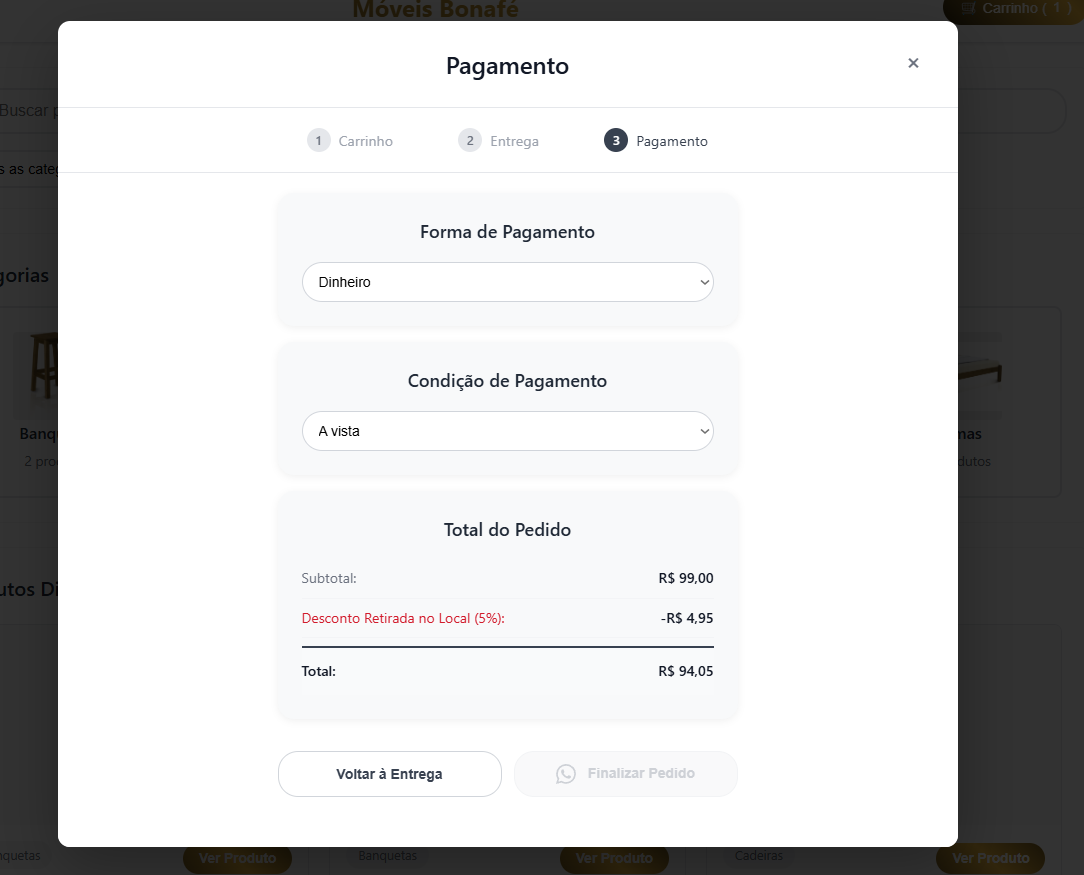 Móveis Bonafé
Carrinho ( 1 )
Pagamento
×
Buscar
1 Carrinho
2 Entrega
3 Pagamento
s as
Forma de Pagamento
Dinheiro
gorias
Condição de Pagamento
A vista
Banq
mas
2
dutos
Total do Pedido
Subtotal: R$ 99,00
utos Di
Desconto Retirada no Local (5%): -R$ 4,95
Total: R$ 94,05
Voltar à Entrega
Finalizar Pedido
nquetas
Ver Produto
Banquetas
Ver Produto
Cadeiras
Ver Produto